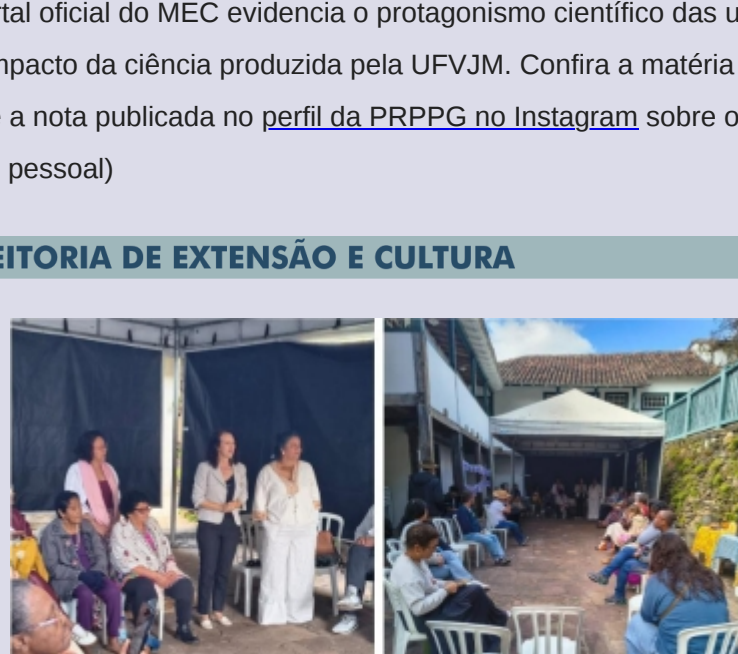 rtal oficial do MEC evidencia o protagonismo científico das u
mpacto da ciência produzida pela UFVJM. Confira a matéria
a nota publicada no perfil da PRPPG no Instagram sobre o
pessoal)
EITORIA DE EXTENSÃO E CULTURA